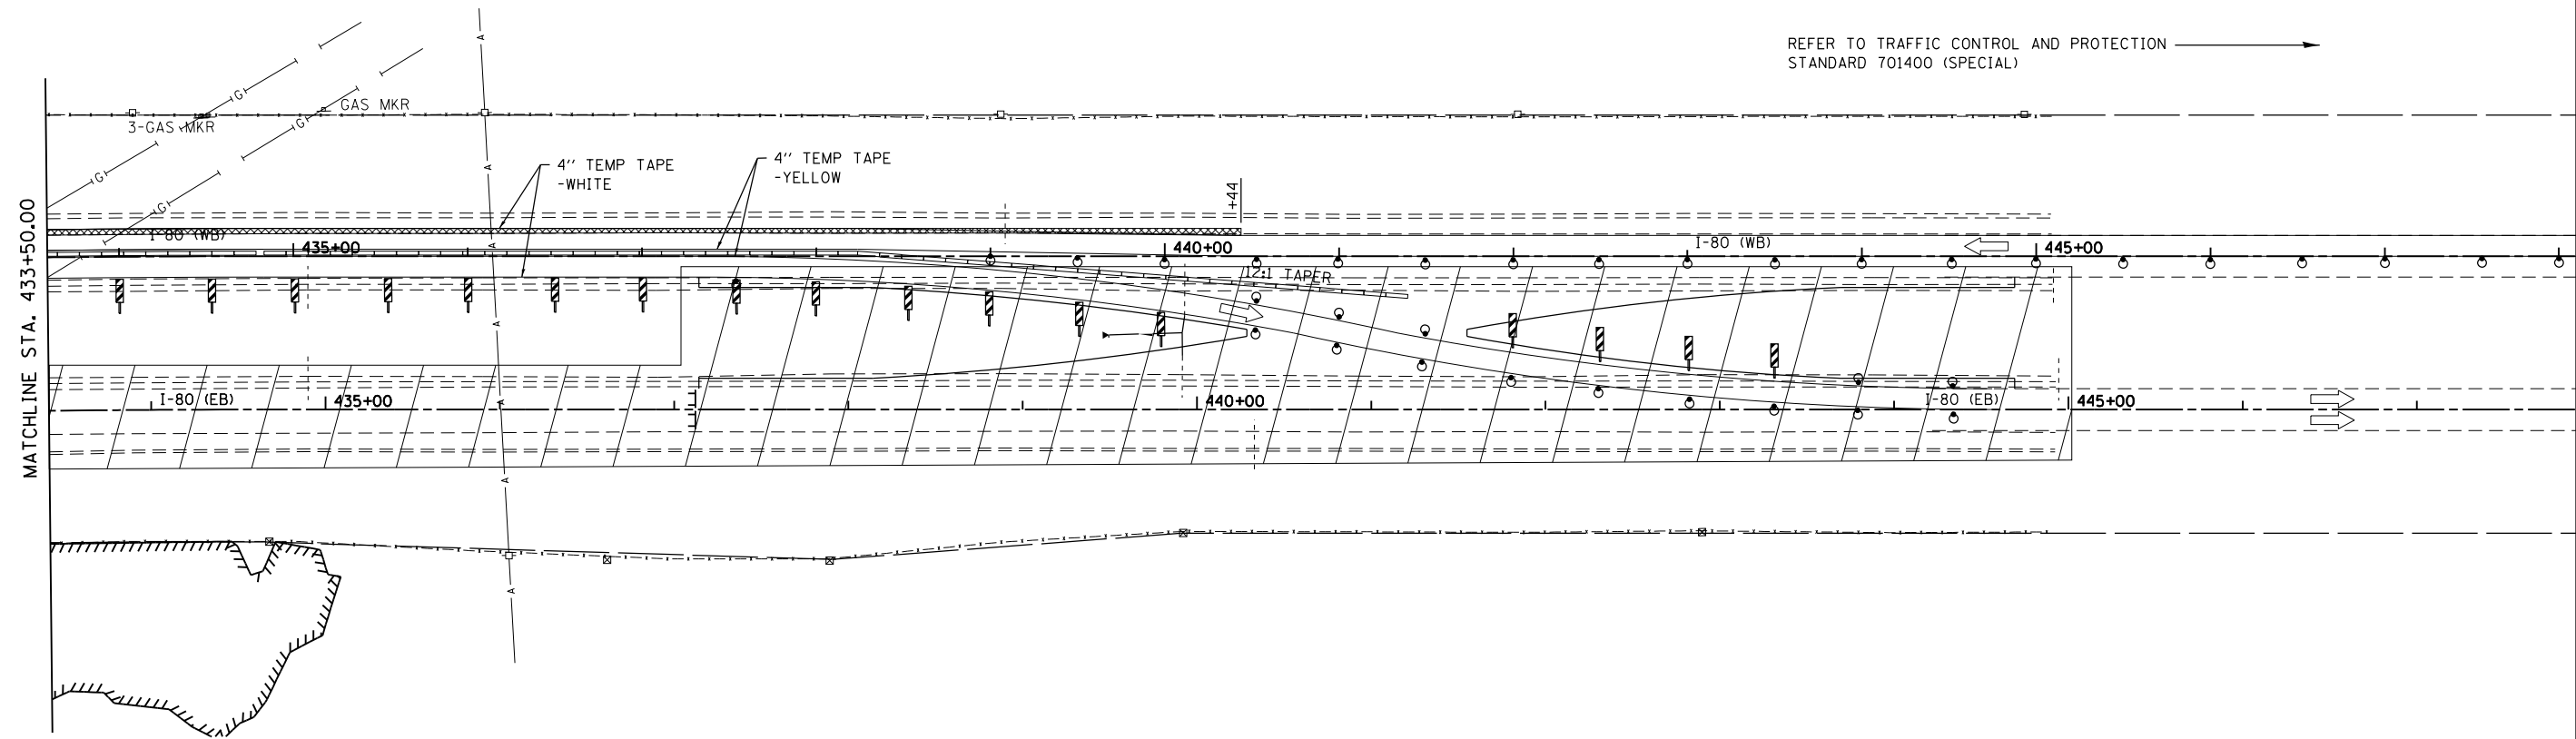 REFER TO TRAFFIC CONTROL AND PROTECTION
STANDARD 701400 (SPECIAL)
A
G
GAS MKR
3-GAS MKR
G
A
4" TEMP TAPE
-WHITE
4" TEMP TAPE
-YELLOW
G
G
+44
MATCHLINE STA. 433+50.00
I-80 (WB)
435+00
A
440+00
I-80 (WB)
445+00
12:1 TAPER
A
I-80 (EB)
435+00
A
440+00
I-80 (EB)
445+00
A
A